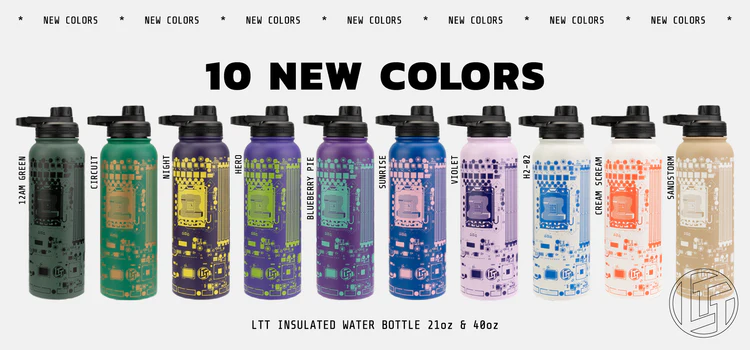 * NEW COLORS * NEW COLORS * NEW COLORS * NEW COLORS * NEW COLORS * NEW COLORS * NEW COLORS *
10 NEW COLORS
12AM GREEN
CIRCUIT
NIGHT
HERO
BLUEBERRY PIE
SUNRISE
VIOLET
H2-02
CREAM SCREAM
SANDSTORM
LTT INSULATED WATER BOTTLE 21oz & 40oz
LTT